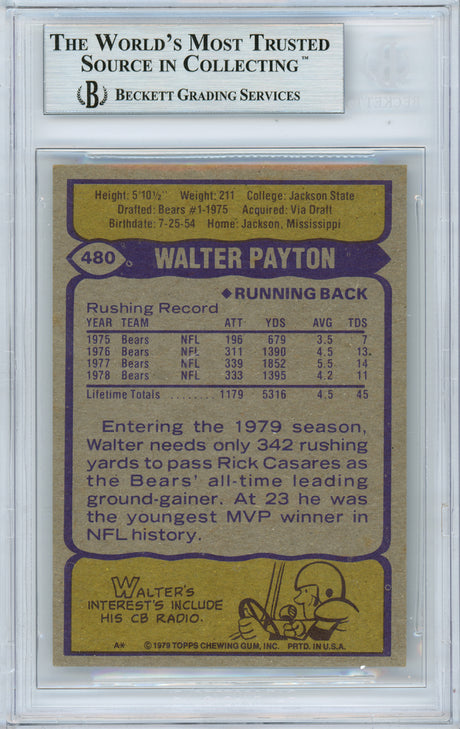 THE WORLD'S MOST TRUSTED
SOURCE IN COLLECTING™
B BECKETT GRADING SERVICES
Height: 5'10½" Weight: 211 College: Jackson State
Drafted: Bears #1-1975 Acquired: Via Draft
Birthdate: 7-25-54 Home: Jackson, Mississippi
480 WALTER PAYTON
◆RUNNING BACK
Rushing Record
YEAR TEAM ATT YDS AVG TDS
1975 Bears NFL 196 679 3.5 7
1976 Bears NFL 311 1390 4.5 13
1977 Bears NFL 339 1852 5.5 14
1978 Bears NFL 333 1395 4.2 11
Lifetime Totals ........ 1179 5316 4.5 45
Entering the 1979 season,
Walter needs only 342 rushing
yards to pass Rick Casares as
the Bears' all-time leading
ground-gainer. At 23 he was
the youngest MVP winner in
NFL history.
WALTER'S
INTEREST'S INCLUDE
HIS CB RADIO.
A* © 1979 TOPPS CHEWING GUM, INC. PRTD. IN U.S.A.